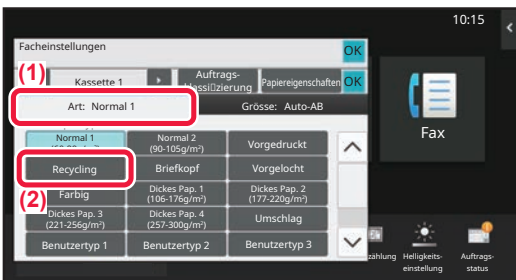 10:15
Facheinstellungen
OK
(1)
Kassette 1
Auftrags-
Papiereigenschaften
OK
Art: Normal 1
Grösse: Auto-AB
Normal 1
Normal 2
(90-105g/m²)
Vorgedruckt
Recycling
Briefkopf
Vorgelocht
(2)
Farbig
Dickes Pap. 1
(106-176g/m²)
Dickes Pap. 2
(177-220g/m²)
Dickes Pap. 3
(221-256g/m²)
Dickes Pap. 4
(257-300g/m²)
Umschlag
Benutzertyp 1
Benutzertyp 2
Benutzertyp 3
Fax
zählung
Helligkeits-
einstellung
Auftrags-
status